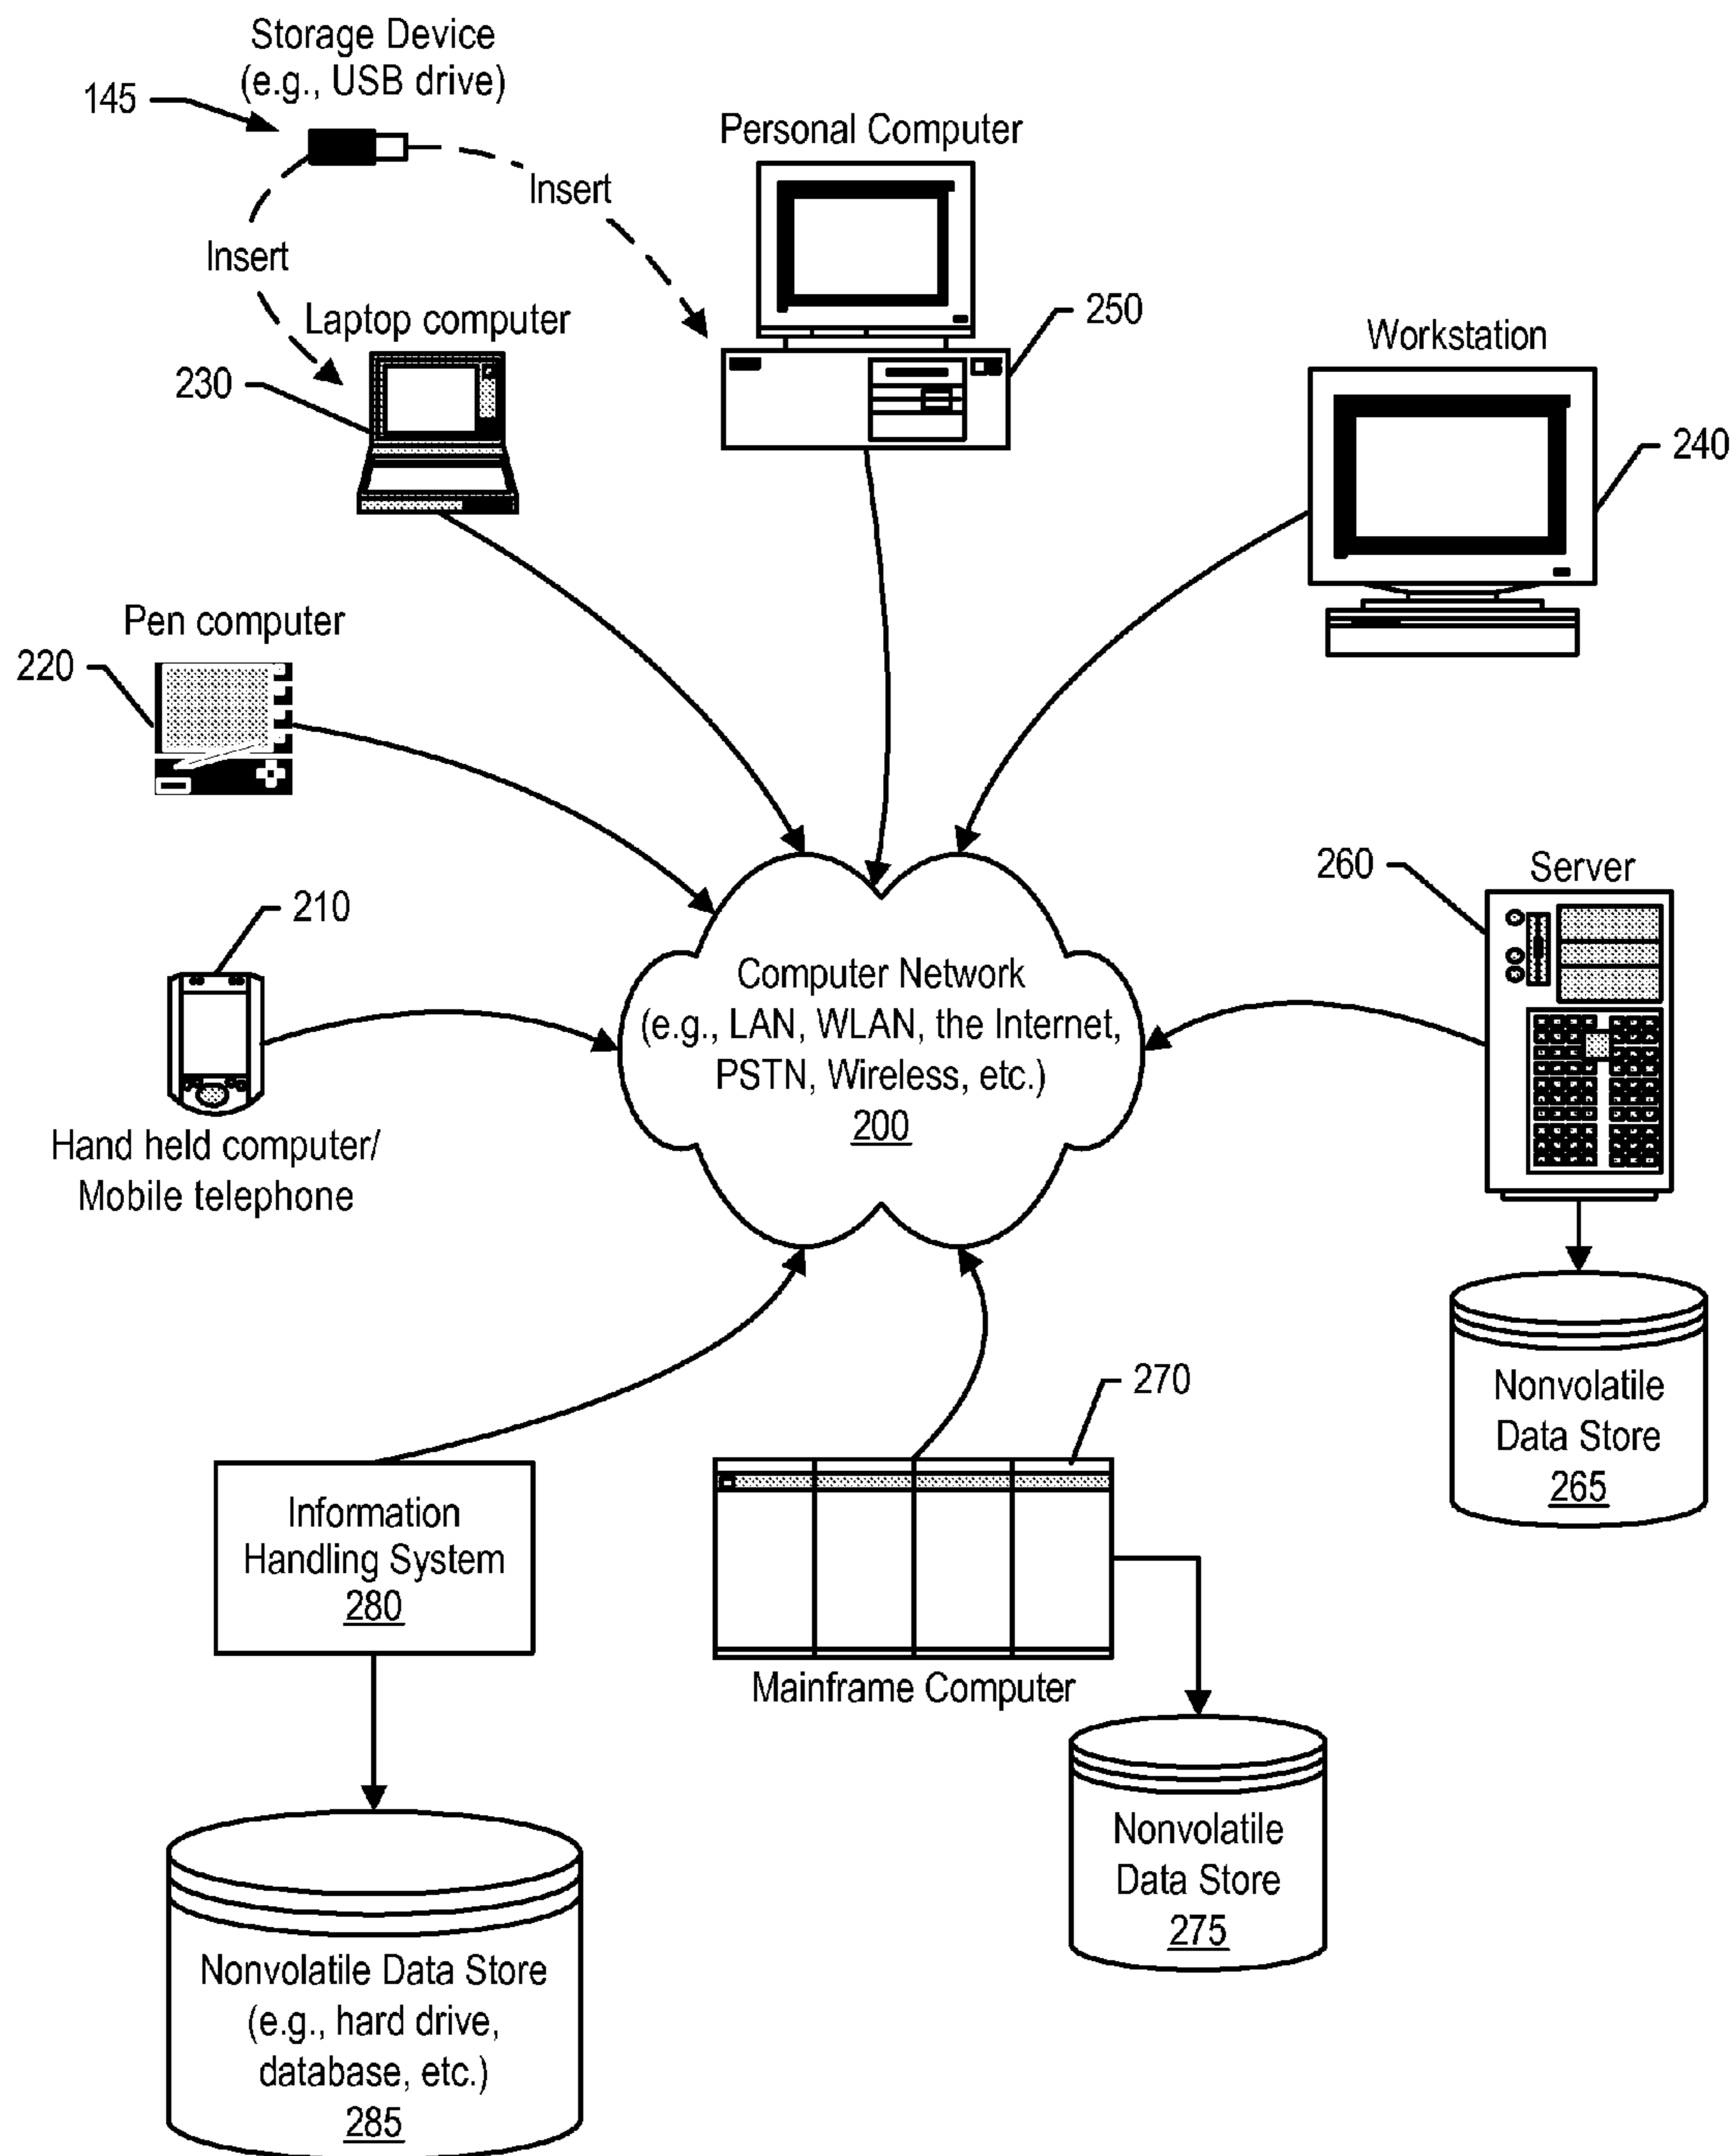 Storage Device
(e.g., USB drive)
145
Insert
Insert
Personal Computer
250
Laptop computer
230
Workstation
240
Pen computer
220
210
Hand held computer/
Mobile telephone
Computer Network
(e.g., LAN, WLAN, the Internet,
PSTN, Wireless, etc.)
200
260
Server
Nonvolatile
Data Store
265
270
Mainframe Computer
Information
Handling System
280
Nonvolatile
Data Store
275
Nonvolatile Data Store
(e.g., hard drive,
database, etc.)
285